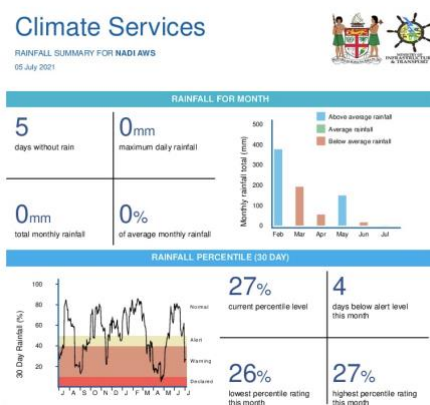 Climate Services
RAINFALL SUMMARY FOR NADI AWS
05 July 2021
MINISTRY OF
INFRASTRUCTURE
& TRANSPORT
RAINFALL FOR MONTH
5
days without rain
0mm
maximum daily rainfall
0mm
total monthly rainfall
0%
of average monthly rainfall
Monthly rainfall total (mm)
500
400
300
200
100
0
Feb Mar Apr May Jun Jul
Above average rainfall
Average rainfall
Below average rainfall
RAINFALL PERCENTILE (30 DAY)
30 Day Rainfall (%)
100
80
60
40
20
J A S O N D J F M A M J J
Normal
Alert
Warning
Declared
27%
current percentile level
4
days below alert level
this month
26%
lowest percentile rating
this month
27%
highest percentile rating
this month